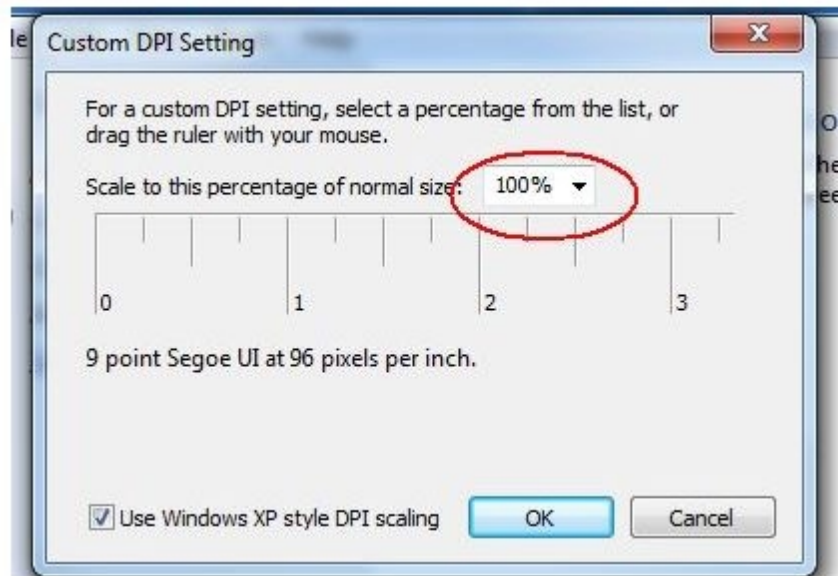 Custom DPI Setting
For a custom DPI setting, select a percentage from the list, or
drag the ruler with your mouse.
Scale to this percentage of normal size: 100%
0 1 2 3
9 point Segoe UI at 96 pixels per inch.
Use Windows XP style DPI scaling OK Cancel